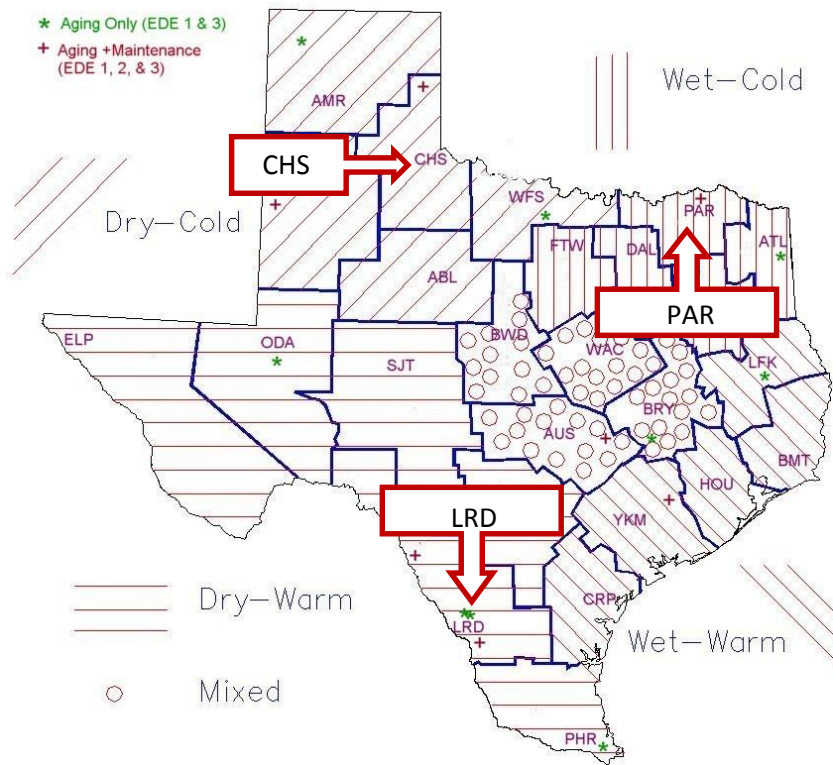 * Aging Only (EDE 1 & 3)
+ Aging +Maintenance
(EDE 1, 2, & 3)
Wet-Cold
AMR
CHS
CHS
Dry-Cold
WFS
PAR
FTW
DAL
ATL
ABL
PAR
ELP
ODA
SJT
BWD
WAC
LFK
BRY
AUS
BMT
HOU
LRD
YKM
CRP
Dry-Warm
LRD
Wet-Warm
Mixed
PHR